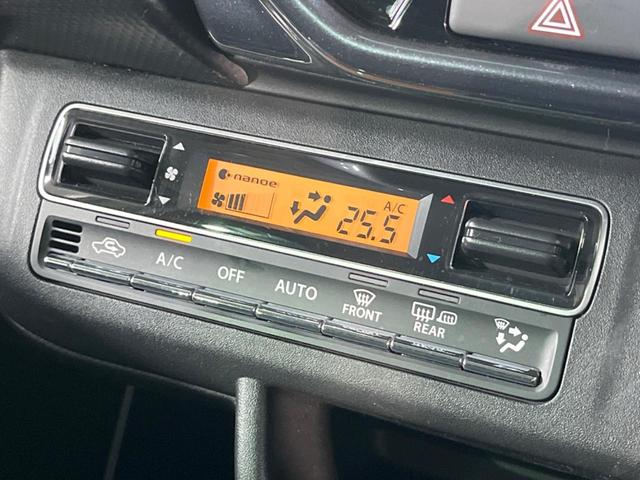 nanoe
A/C
25.5
A/C
OFF
AUTO
FRONT
REAR